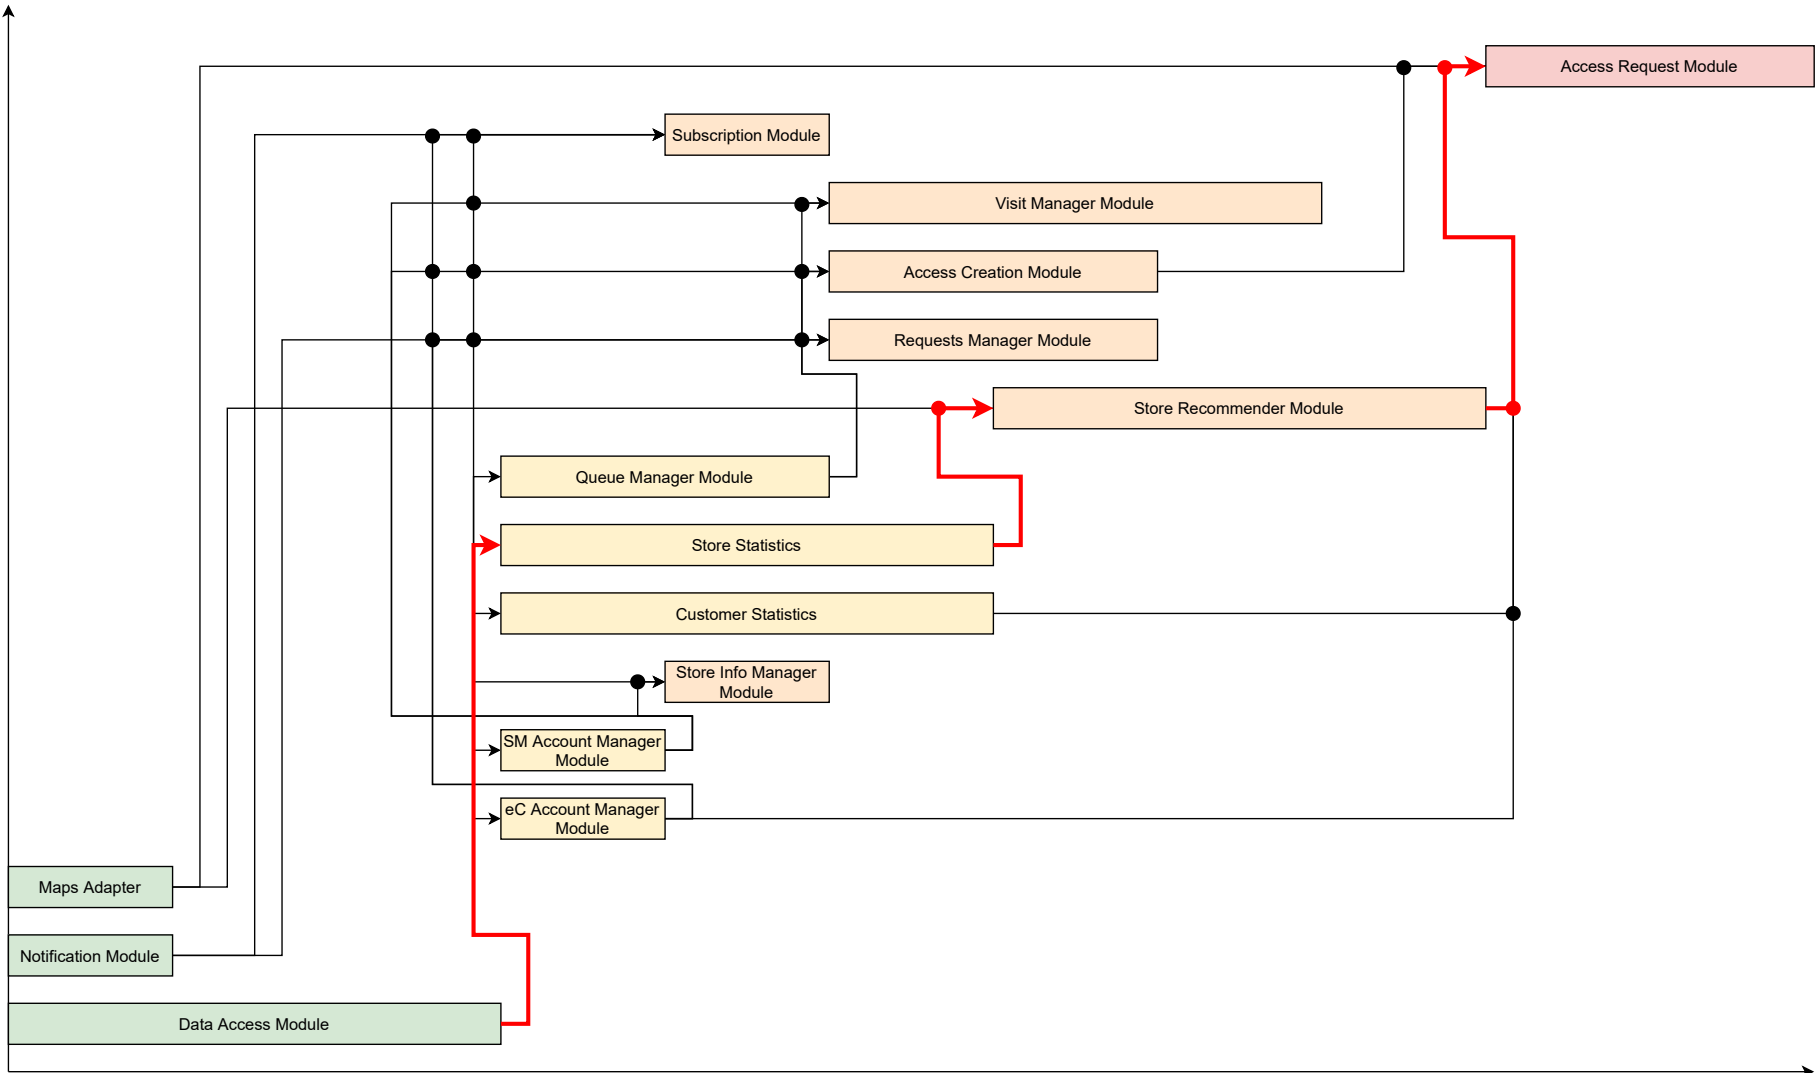 Access Request Module
Subscription Module
Visit Manager Module
Access Creation Module
Requests Manager Module
Store Recommender Module
Queue Manager Module
Store Statistics
Customer Statistics
Store Info Manager
Module
SM Account Manager
Module
eC Account Manager
Module
Maps Adapter
Notification Module
Data Access Module